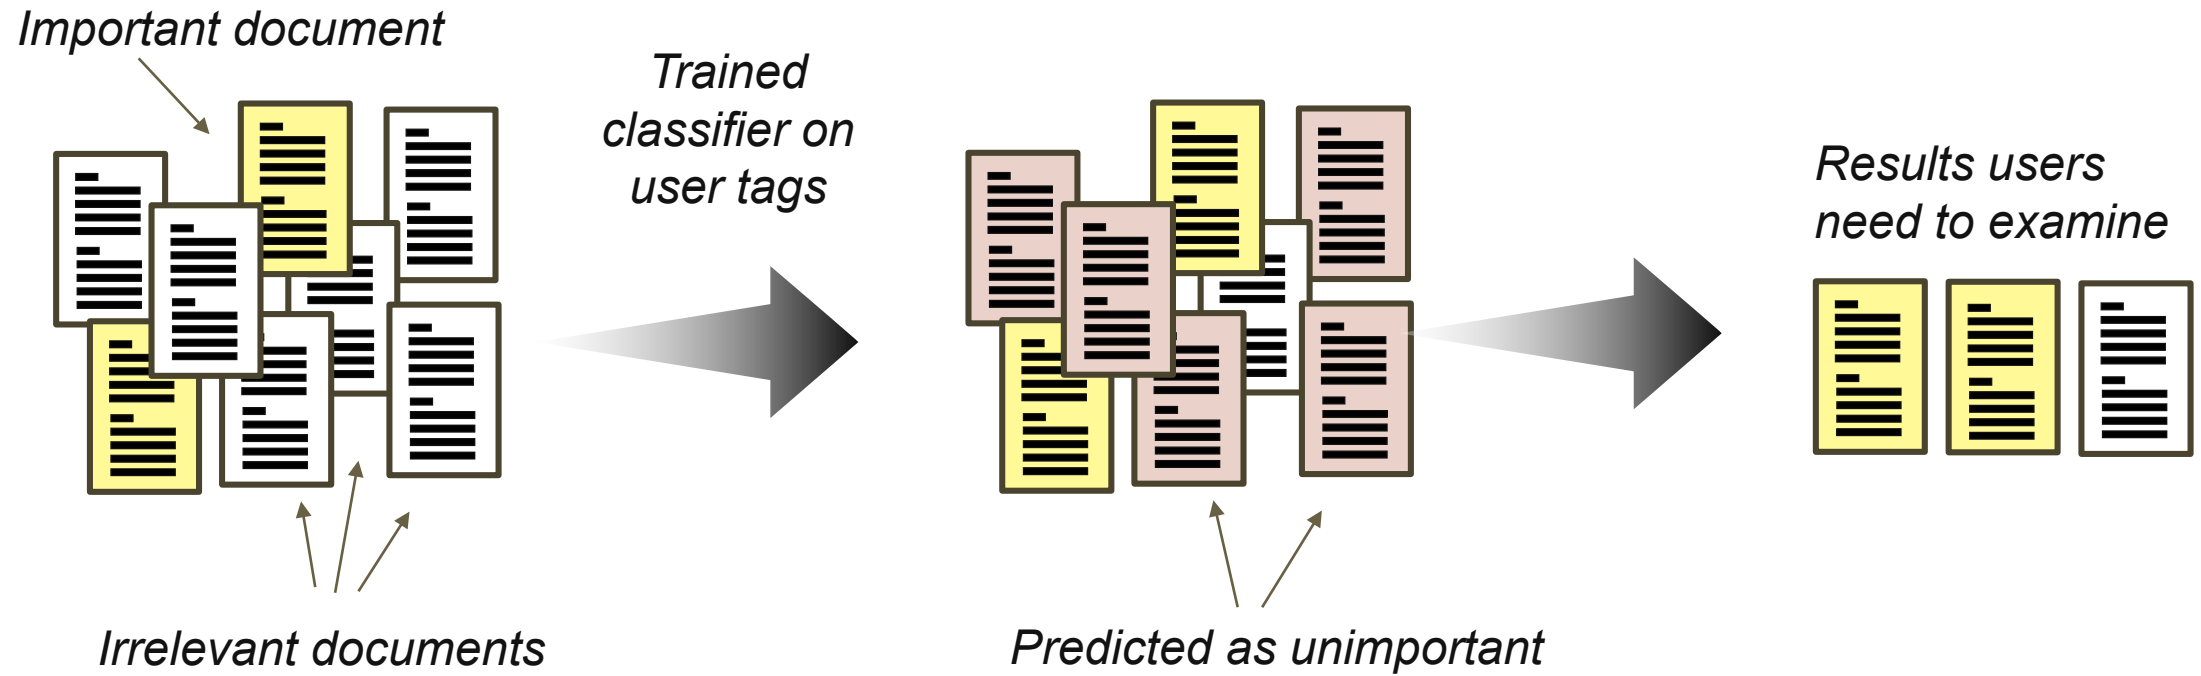 Important document
Trained
classifier on
user tags
Results users
need to examine
Irrelevant documents
Predicted as unimportant